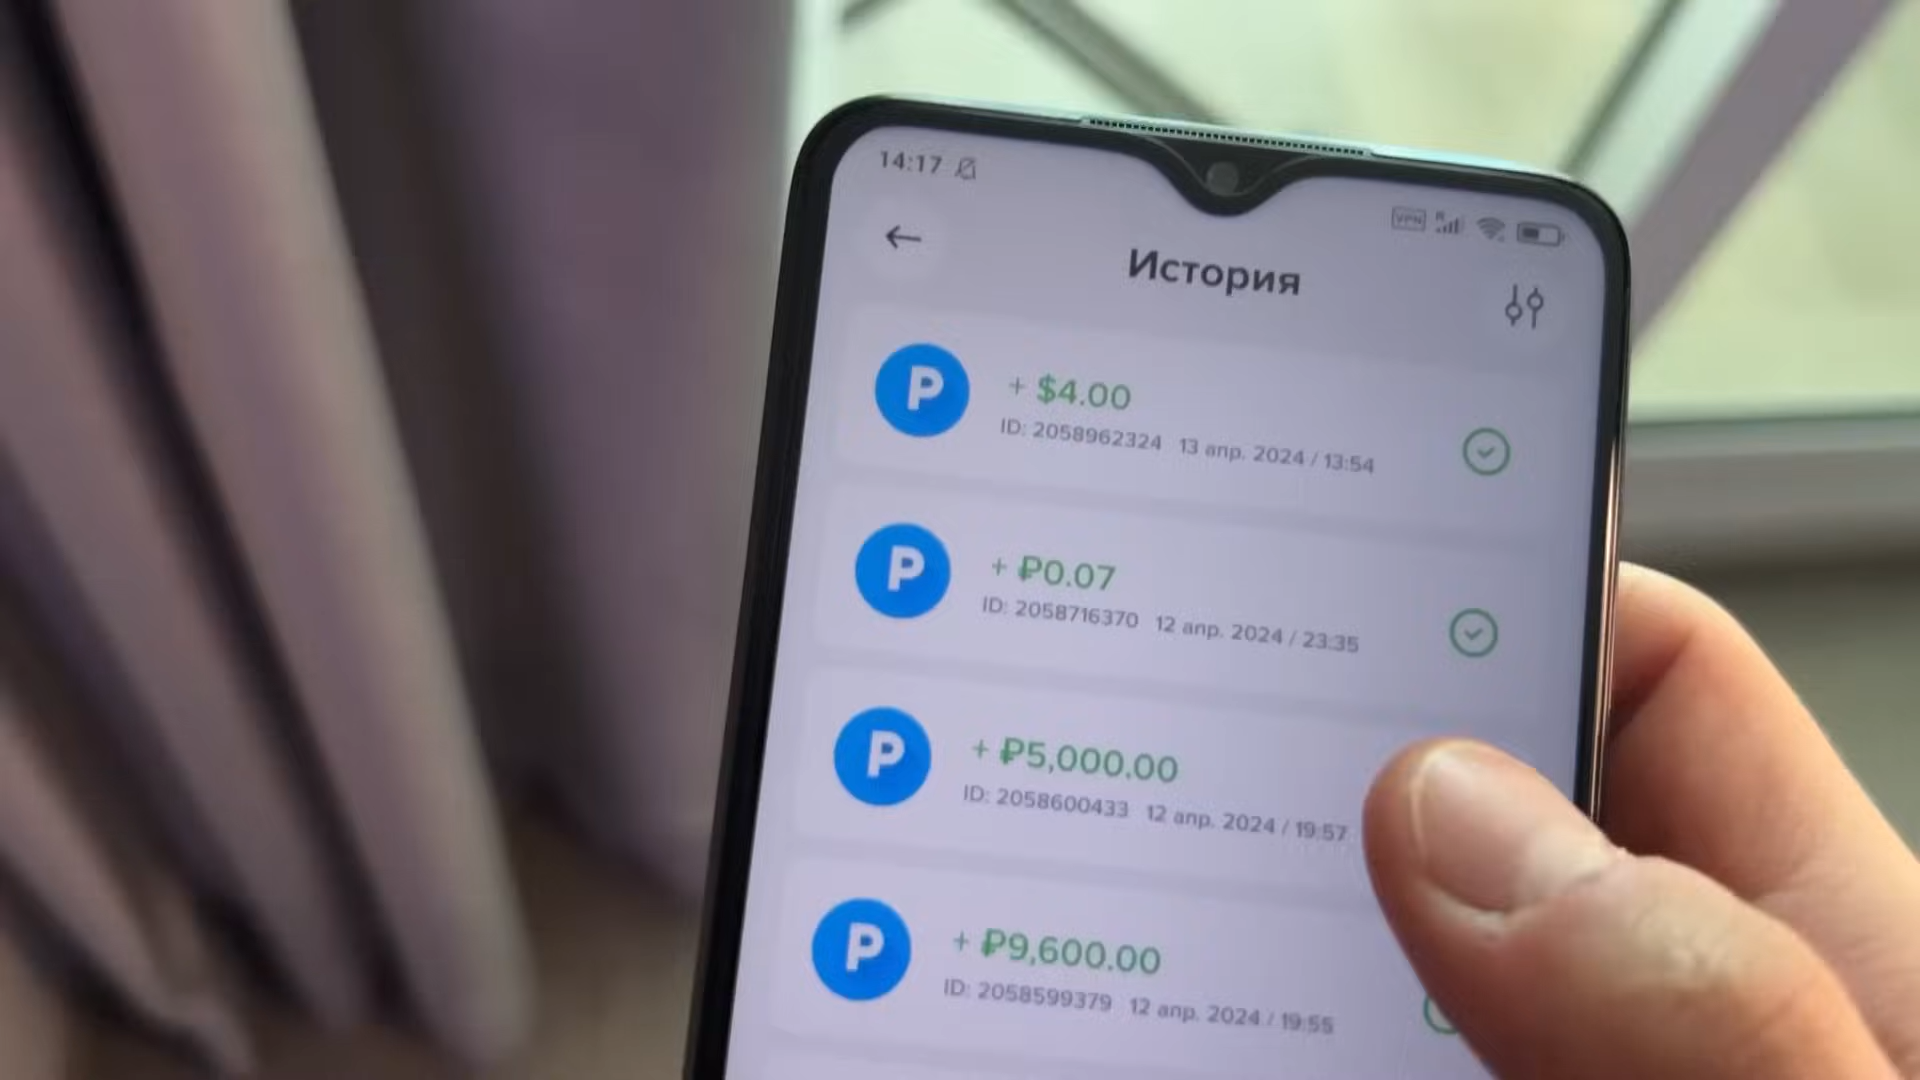 14:17
VPN R
История
P
+ $4.00
ID: 2058962324 13 апр. 2024 / 13:54
P
+ ₽0.07
ID: 2058716370 12 апр. 2024 / 23:35
P
+ ₽5,000.00
ID: 2058600433 12 апр. 2024 / 19:57
P
+ ₽9,600.00
ID: 2058599379 12 апр. 2024 / 19:55